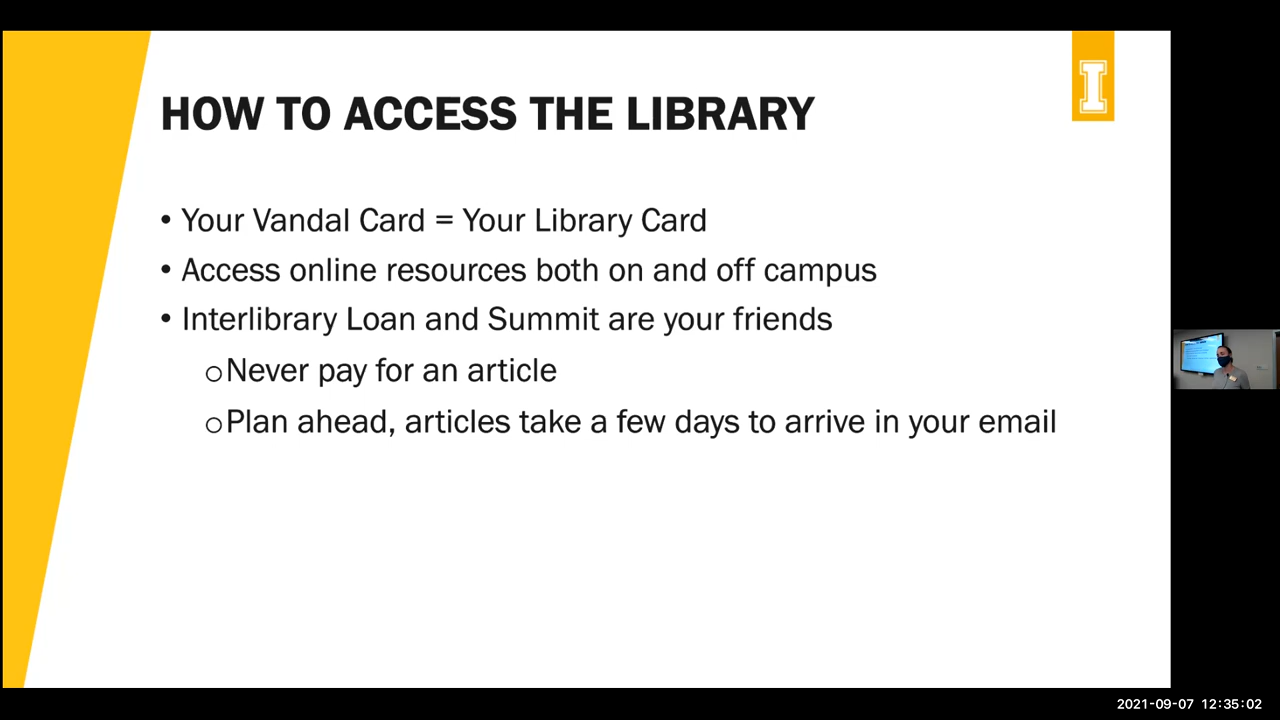 I
HOW TO ACCESS THE LIBRARY
• Your Vandal Card = Your Library Card
• Access online resources both on and off campus
• Interlibrary Loan and Summit are your friends
oNever pay for an article
oPlan ahead, articles take a few days to arrive in your email
2021-09-07 12:35:02